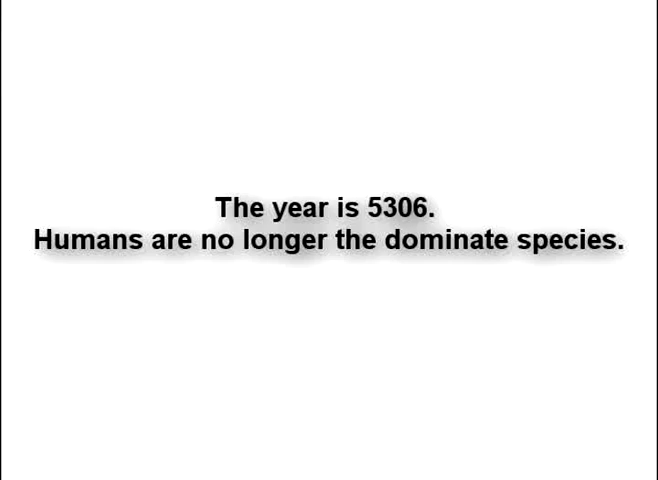 The year is 5306.
Humans are no longer the dominate species.